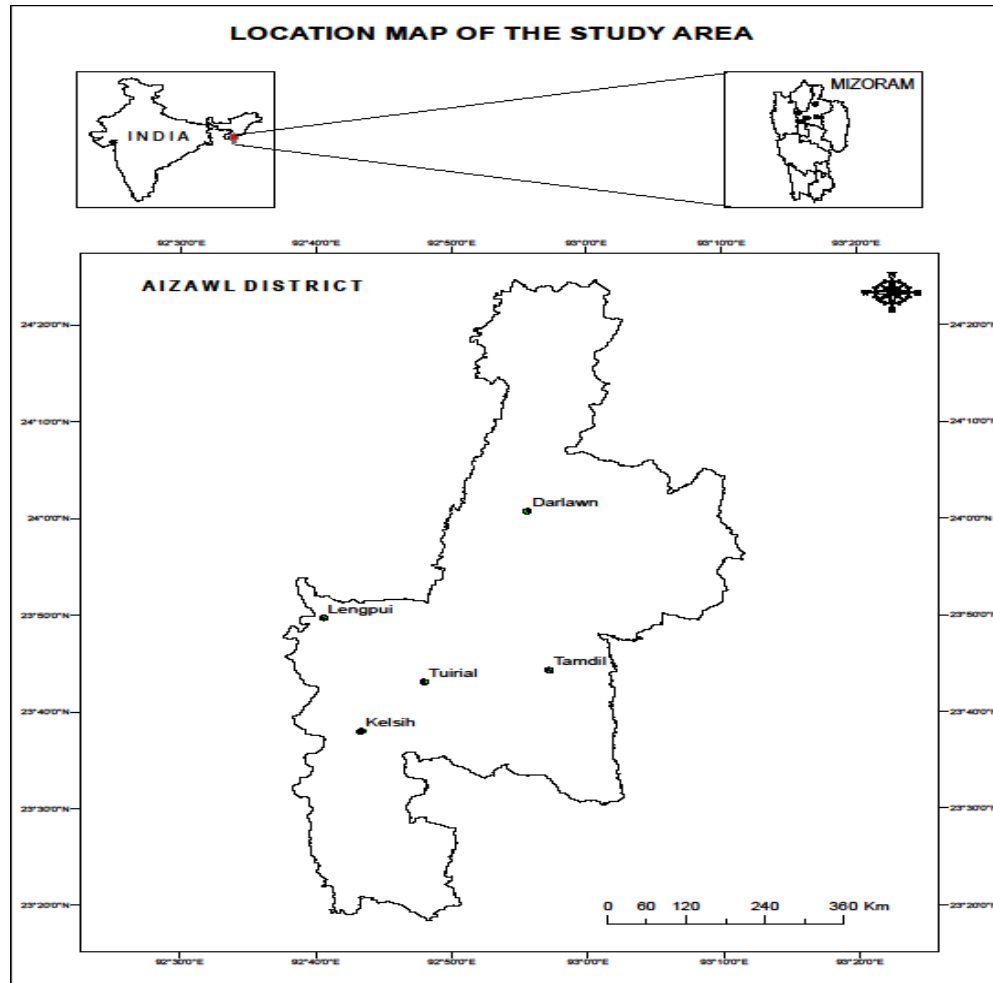 LOCATION MAP OF THE STUDY AREA
INDIA
MIZORAM
92°30'0"E 92°40'0"E 92°50'0"E 93°0'0"E 93°10'0"E 93°20'0"E
AIZAWL DISTRICT
N
W E
S
24°20'0"N 24°20'0"N
24°10'0"N 24°10'0"N
Darlawn
24°0'0"N 24°0'0"N
Lengpui
23°50'0"N 23°50'0"N
Tamdil
Tuirial
23°40'0"N 23°40'0"N
Kelsih
23°30'0"N 23°30'0"N
23°20'0"N 23°20'0"N
0 60 120 240 360 Km
92°30'0"E 92°40'0"E 92°50'0"E 93°0'0"E 93°10'0"E 93°20'0"E